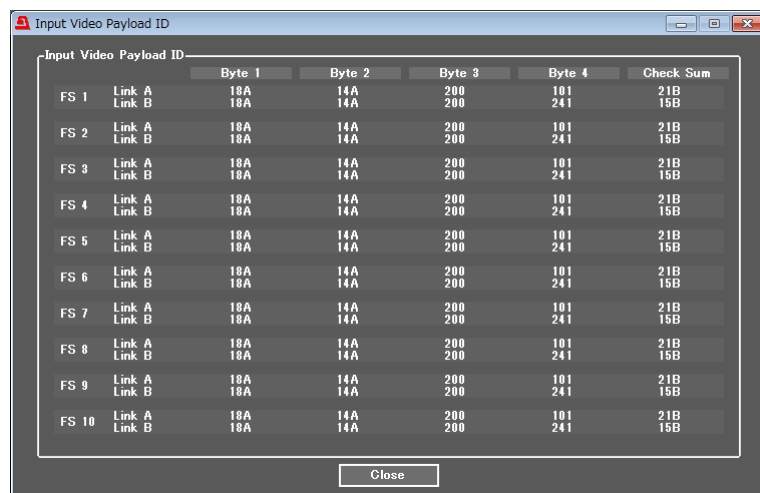 Input Video Payload ID
Input Video Payload ID
Byte 1 Byte 2 Byte 3 Byte 4 Check Sum
FS 1 Link A 18A 14A 200 101 21B
Link B 18A 14A 200 241 15B
FS 2 Link A 18A 14A 200 101 21B
Link B 18A 14A 200 241 15B
FS 3 Link A 18A 14A 200 101 21B
Link B 18A 14A 200 241 15B
FS 4 Link A 18A 14A 200 101 21B
Link B 18A 14A 200 241 15B
FS 5 Link A 18A 14A 200 101 21B
Link B 18A 14A 200 241 15B
FS 6 Link A 18A 14A 200 101 21B
Link B 18A 14A 200 241 15B
FS 7 Link A 18A 14A 200 101 21B
Link B 18A 14A 200 241 15B
FS 8 Link A 18A 14A 200 101 21B
Link B 18A 14A 200 241 15B
FS 9 Link A 18A 14A 200 101 21B
Link B 18A 14A 200 241 15B
FS 10 Link A 18A 14A 200 101 21B
Link B 18A 14A 200 241 15B
Close